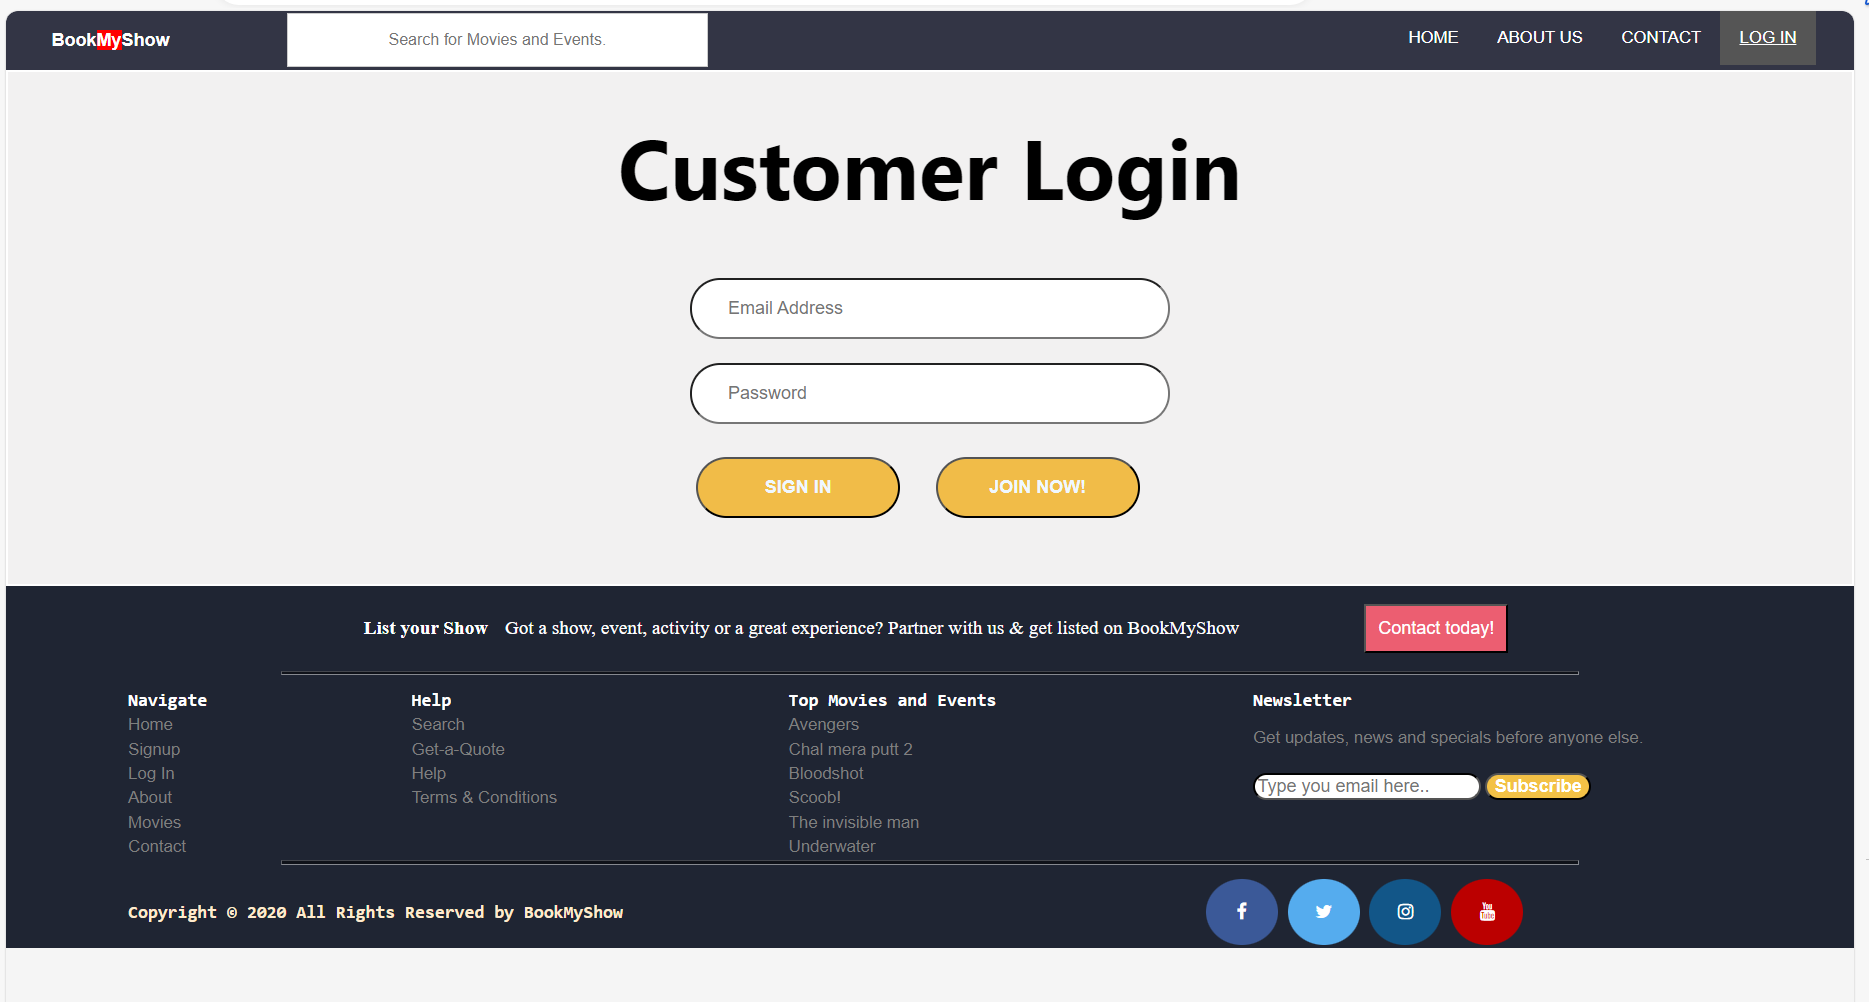 BookMyShow
Search for Movies and Events.
HOME
ABOUT US
CONTACT
LOG IN
Customer Login
Email Address
Password
SIGN IN
JOIN NOW!
List your Show Got a show, event, activity or a great experience? Partner with us & get listed on BookMyShow
Contact today!
Navigate
Home
Signup
Log In
About
Movies
Contact
Help
Search
Get-a-Quote
Help
Terms & Conditions
Top Movies and Events
Avengers
Chal mera putt 2
Bloodshot
Scoob!
The invisible man
Underwater
Newsletter
Get updates, news and specials before anyone else.
Type you email here..
Subscribe
Copyright © 2020 All Rights Reserved by BookMyShow
You
Tube